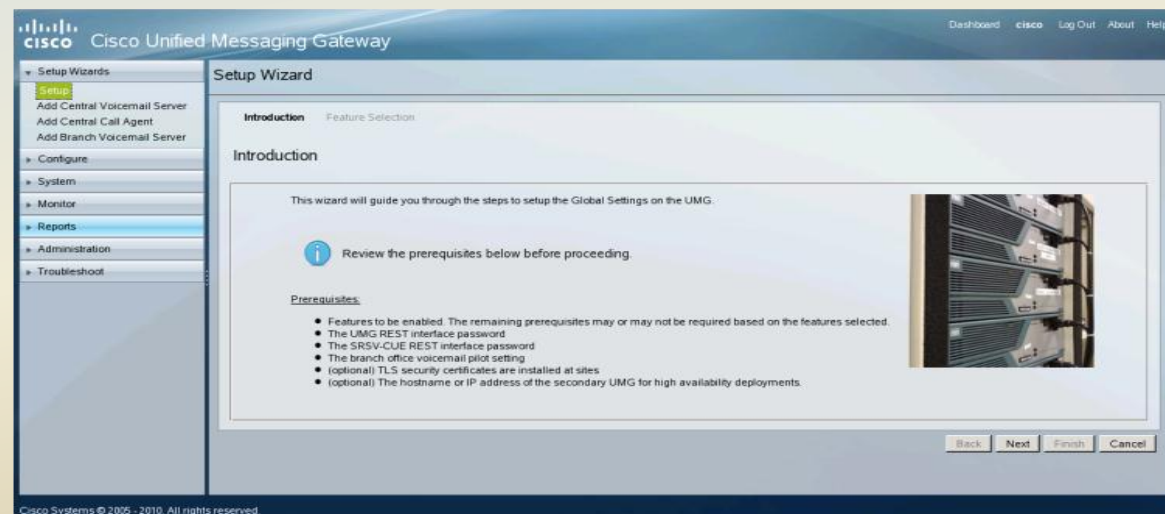 CISCO Cisco Unified Messaging Gateway
Dashboard cisco Log Out About Help
Setup Wizards
Setup
Add Central Voicemail Server
Add Central Call Agent
Add Branch Voicemail Server
Configure
System
Monitor
Reports
Administration
Troubleshoot
Setup Wizard
Introduction Feature Selection
Introduction
This wizard will guide you through the steps to setup the Global Settings on the UMG.
Review the prerequisites below before proceeding.
Prerequisites:
Features to be enabled. The remaining prerequisites may or may not be required based on the features selected.
The UMG REST interface password
The SRSV-CUE REST interface password
The branch office voicemail pilot setting
(optional) TLS security certificates are installed at sites
(optional) The hostname or IP address of the secondary UMG for high availability deployments.
Back Next Finish Cancel
Cisco Systems © 2005 - 2010. All rights reserved.